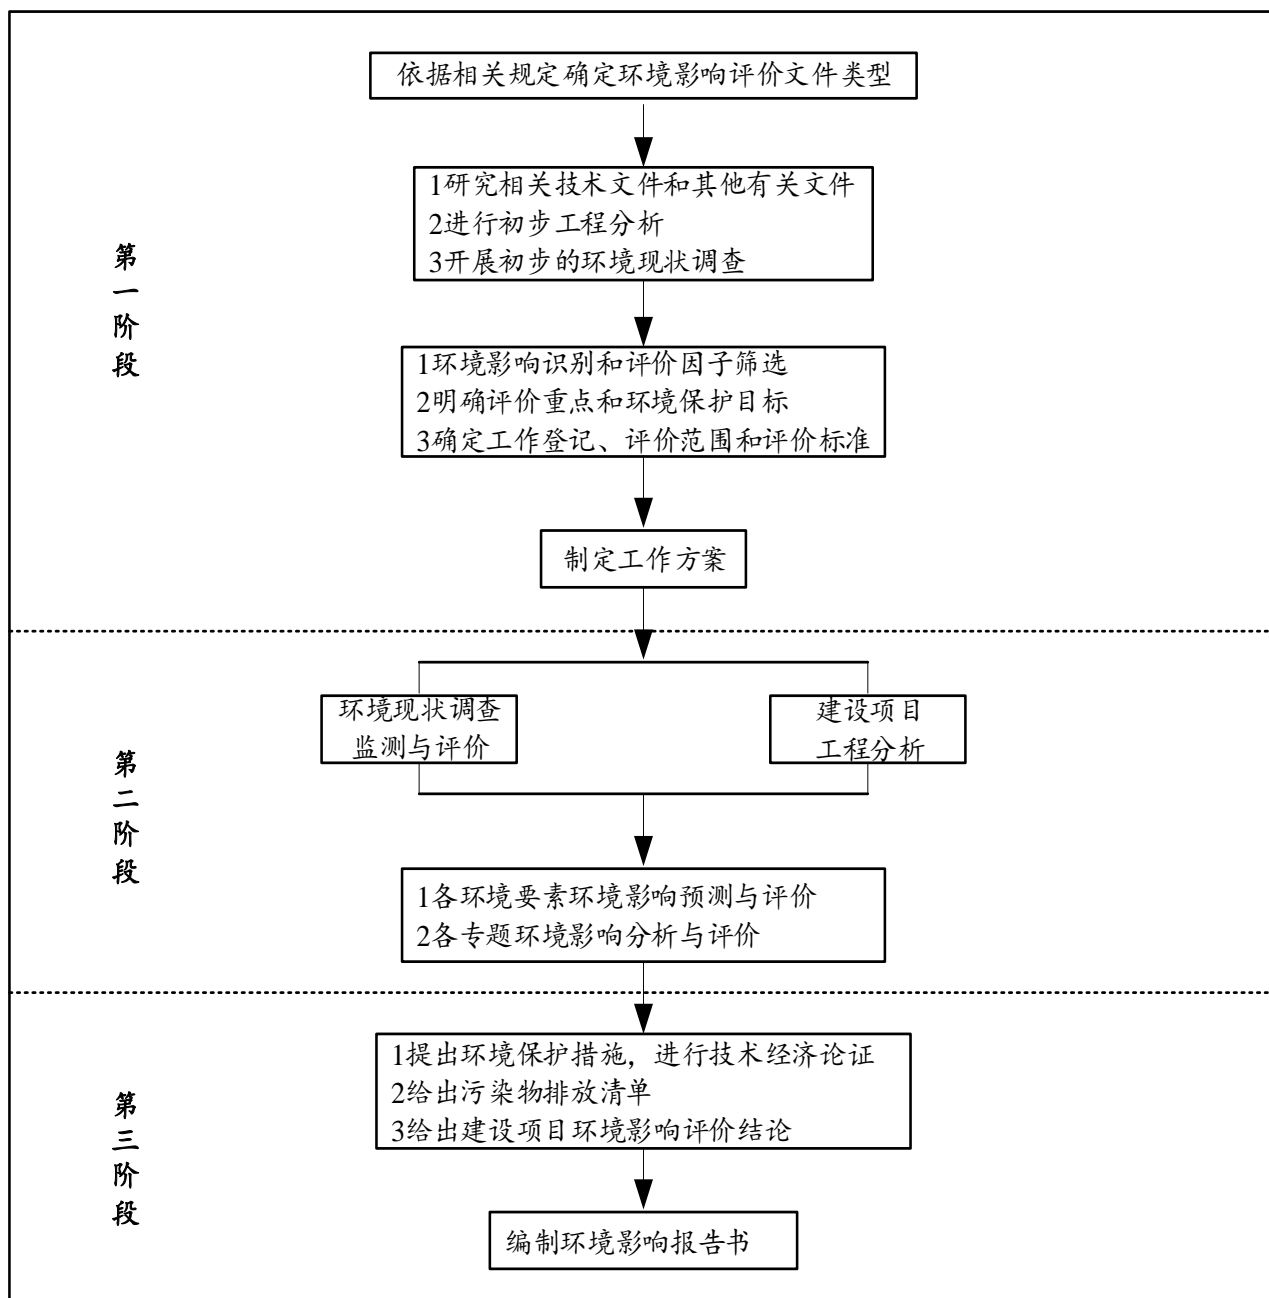 依据相关规定确定环境影响评价文件类型
1研究相关技术文件和其他有关文件
2进行初步工程分析
3开展初步的环境现状调查
第
一
阶
段
1环境影响识别和评价因子筛选
2明确评价重点和环境保护目标
3确定工作登记、评价范围和评价标准
制定工作方案
环境现状调查
监测与评价
建设项目
工程分析
第
二
阶
段
1各环境要素环境影响预测与评价
2各专题环境影响分析与评价
1提出环境保护措施，进行技术经济论证
2给出污染物排放清单
3给出建设项目环境影响评价结论
第
三
阶
段
编制环境影响报告书